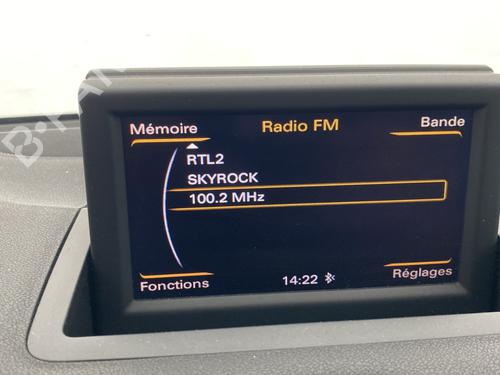 Mémoire
Radio FM
Bande
RTL2
SKYROCK
100.2 MHz
Fonctions
14:22
Réglages